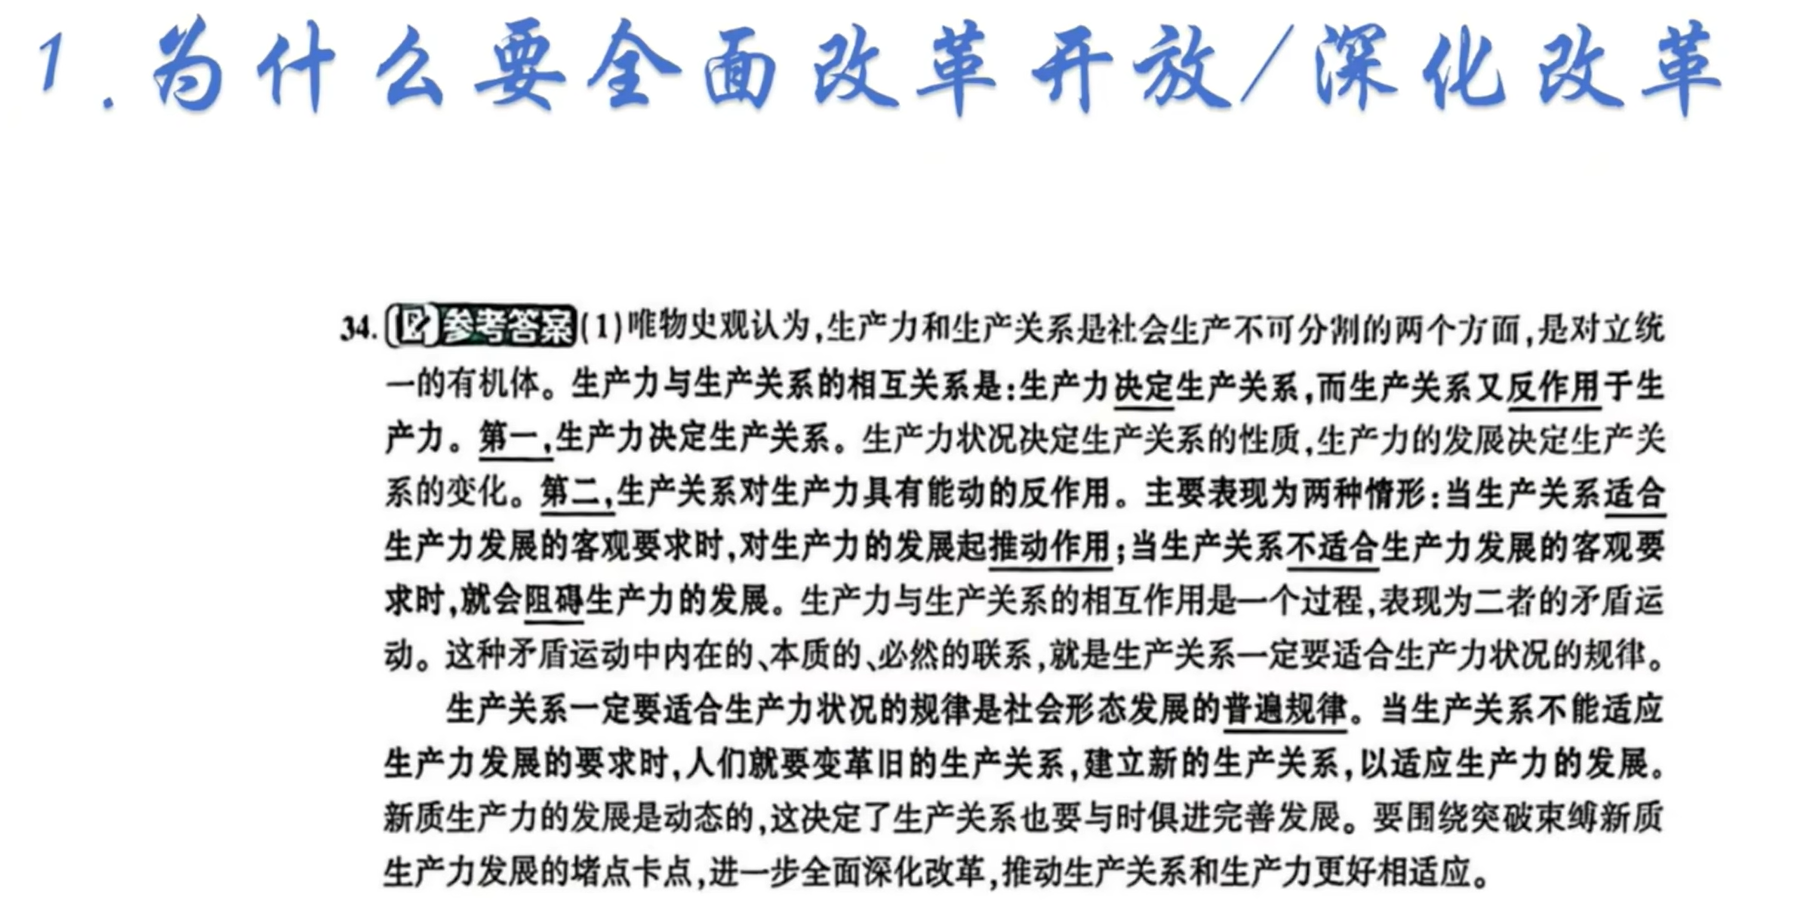 1.为什么要全面改革开放/深化改革
34.参考答案(1)唯物史观认为,生产力和生产关系是社会生产不可分割的两个方面,是对立统
一的有机体。生产力与生产关系的相互关系是:生产力决定生产关系,而生产关系又反作用于生
产力。第一,生产力决定生产关系。生产力状况决定生产关系的性质,生产力的发展决定生产关
系的变化。第二,生产关系对生产力具有能动的反作用。主要表现为两种情形:当生产关系适合
生产力发展的客观要求时,对生产力的发展起推动作用;当生产关系不适合生产力发展的客观要
求时,就会阻碍生产力的发展。生产力与生产关系的相互作用是一个过程,表现为二者的矛盾运
动。这种矛盾运动中内在的、本质的、必然的联系,就是生产关系一定要适合生产力状况的规律。
生产关系一定要适合生产力状况的规律是社会形态发展的普遍规律。当生产关系不能适应
生产力发展的要求时,人们就要变革旧的生产关系,建立新的生产关系,以适应生产力的发展。
新质生产力的发展是动态的,这决定了生产关系也要与时俱进完善发展。要围绕突破束缚新质
生产力发展的堵点卡点,进一步全面深化改革,推动生产关系和生产力更好相适应。